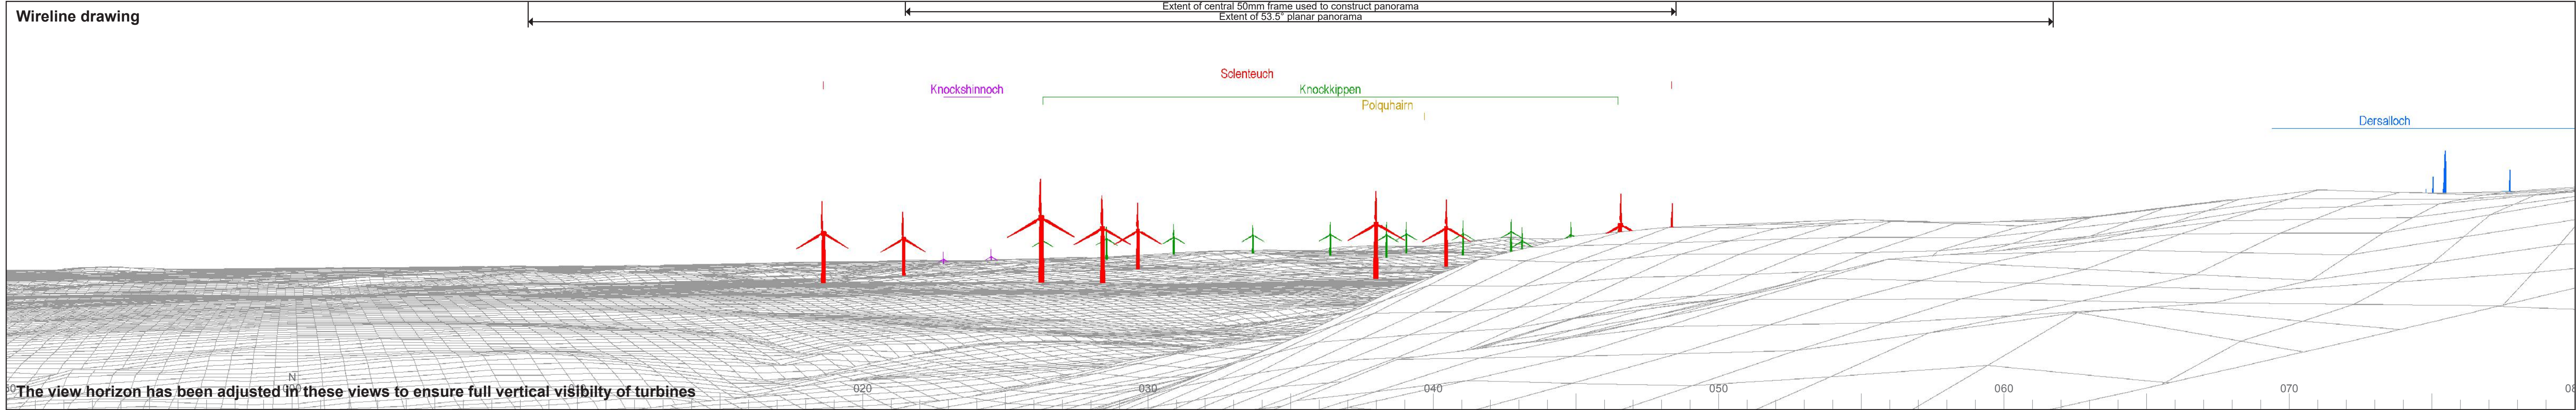 Wireline drawing
Extent of central 50mm frame used to construct panorama
Extent of 53.5° planar panorama
Sclenteuch
Knockshinnoch
Knockkippen
Polquhairn
Dersalloch
N
The view horizon has been adjusted in these views to ensure full vertical visibilty of turbines
020
030
040
050
060
070